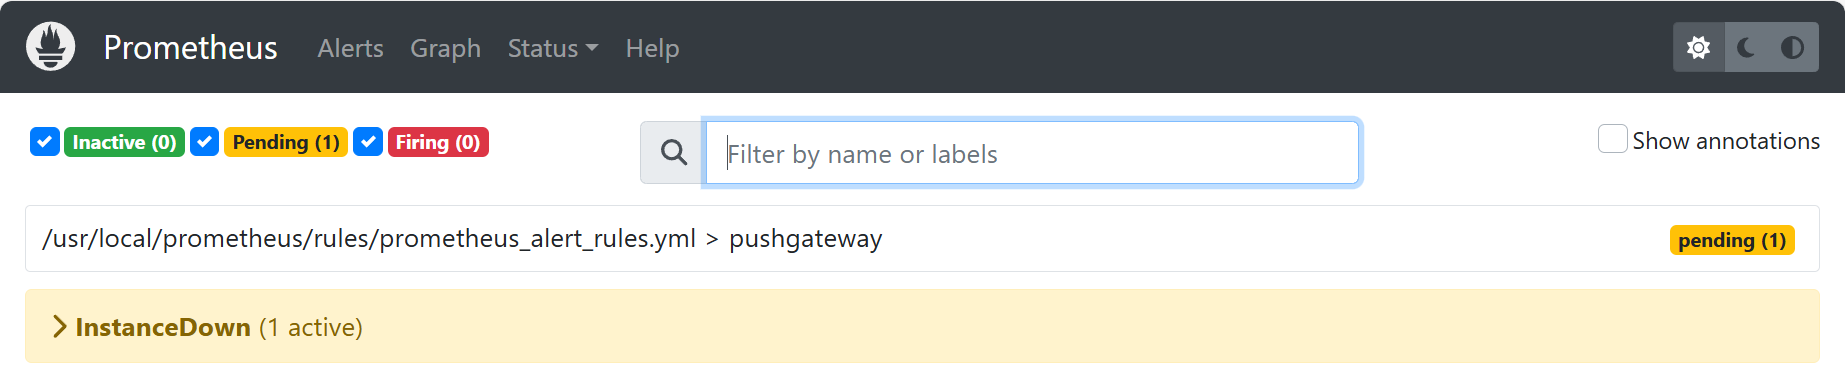 Prometheus Alerts Graph Status Help
Inactive (0) Pending (1) Firing (0) Filter by name or labels Show annotations
/usr/local/prometheus/rules/prometheus_alert_rules.yml > pushgateway pending (1)
InstanceDown (1 active)